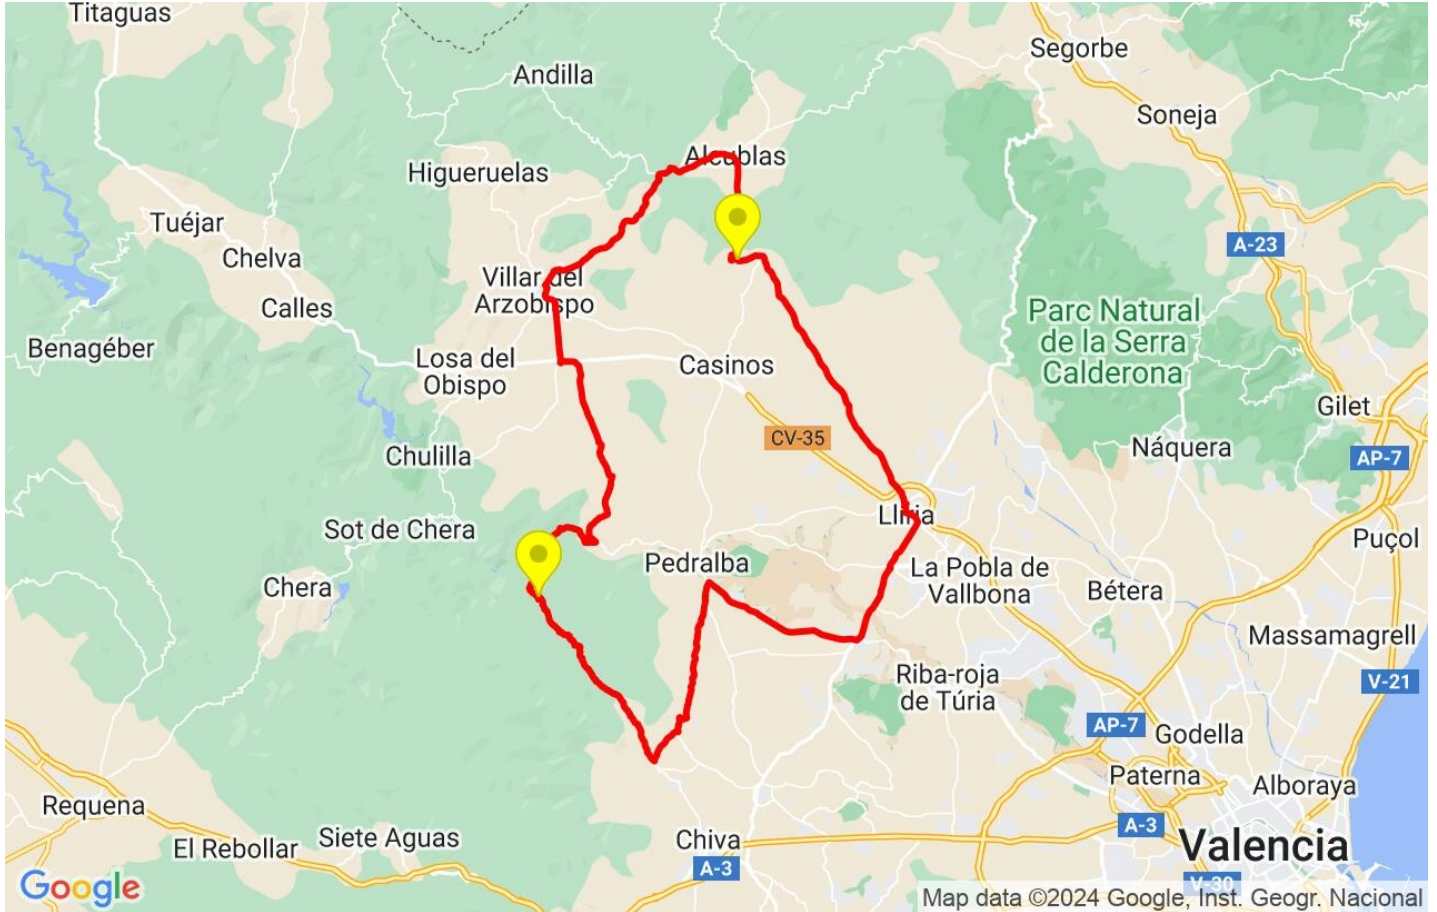 Titaguas
Segorbe
Andilla
Soneja
Alcublas
Higueruelas
Tuéjar
A-23
Chelva
Villar del
Arzobispo
Calles
Parc Natural
de la Serra
Calderona
Benagéber
Losa del
Obispo
Casinos
Gilet
CV-35
Náquera
AP-7
Chulilla
Llíria
Sot de Chera
Puçol
Pedralba
La Pobla de
Vallbona
Chera
Bétera
Massamagrell
Riba-roja
de Túria
V-21
AP-7
Godella
Paterna
Alboraya
Requena
A-3
Siete Aguas
Chiva
El Rebollar
Valencia
A-3
V-30
Google
Map data ©2024 Google, Inst. Geogr. Nacional